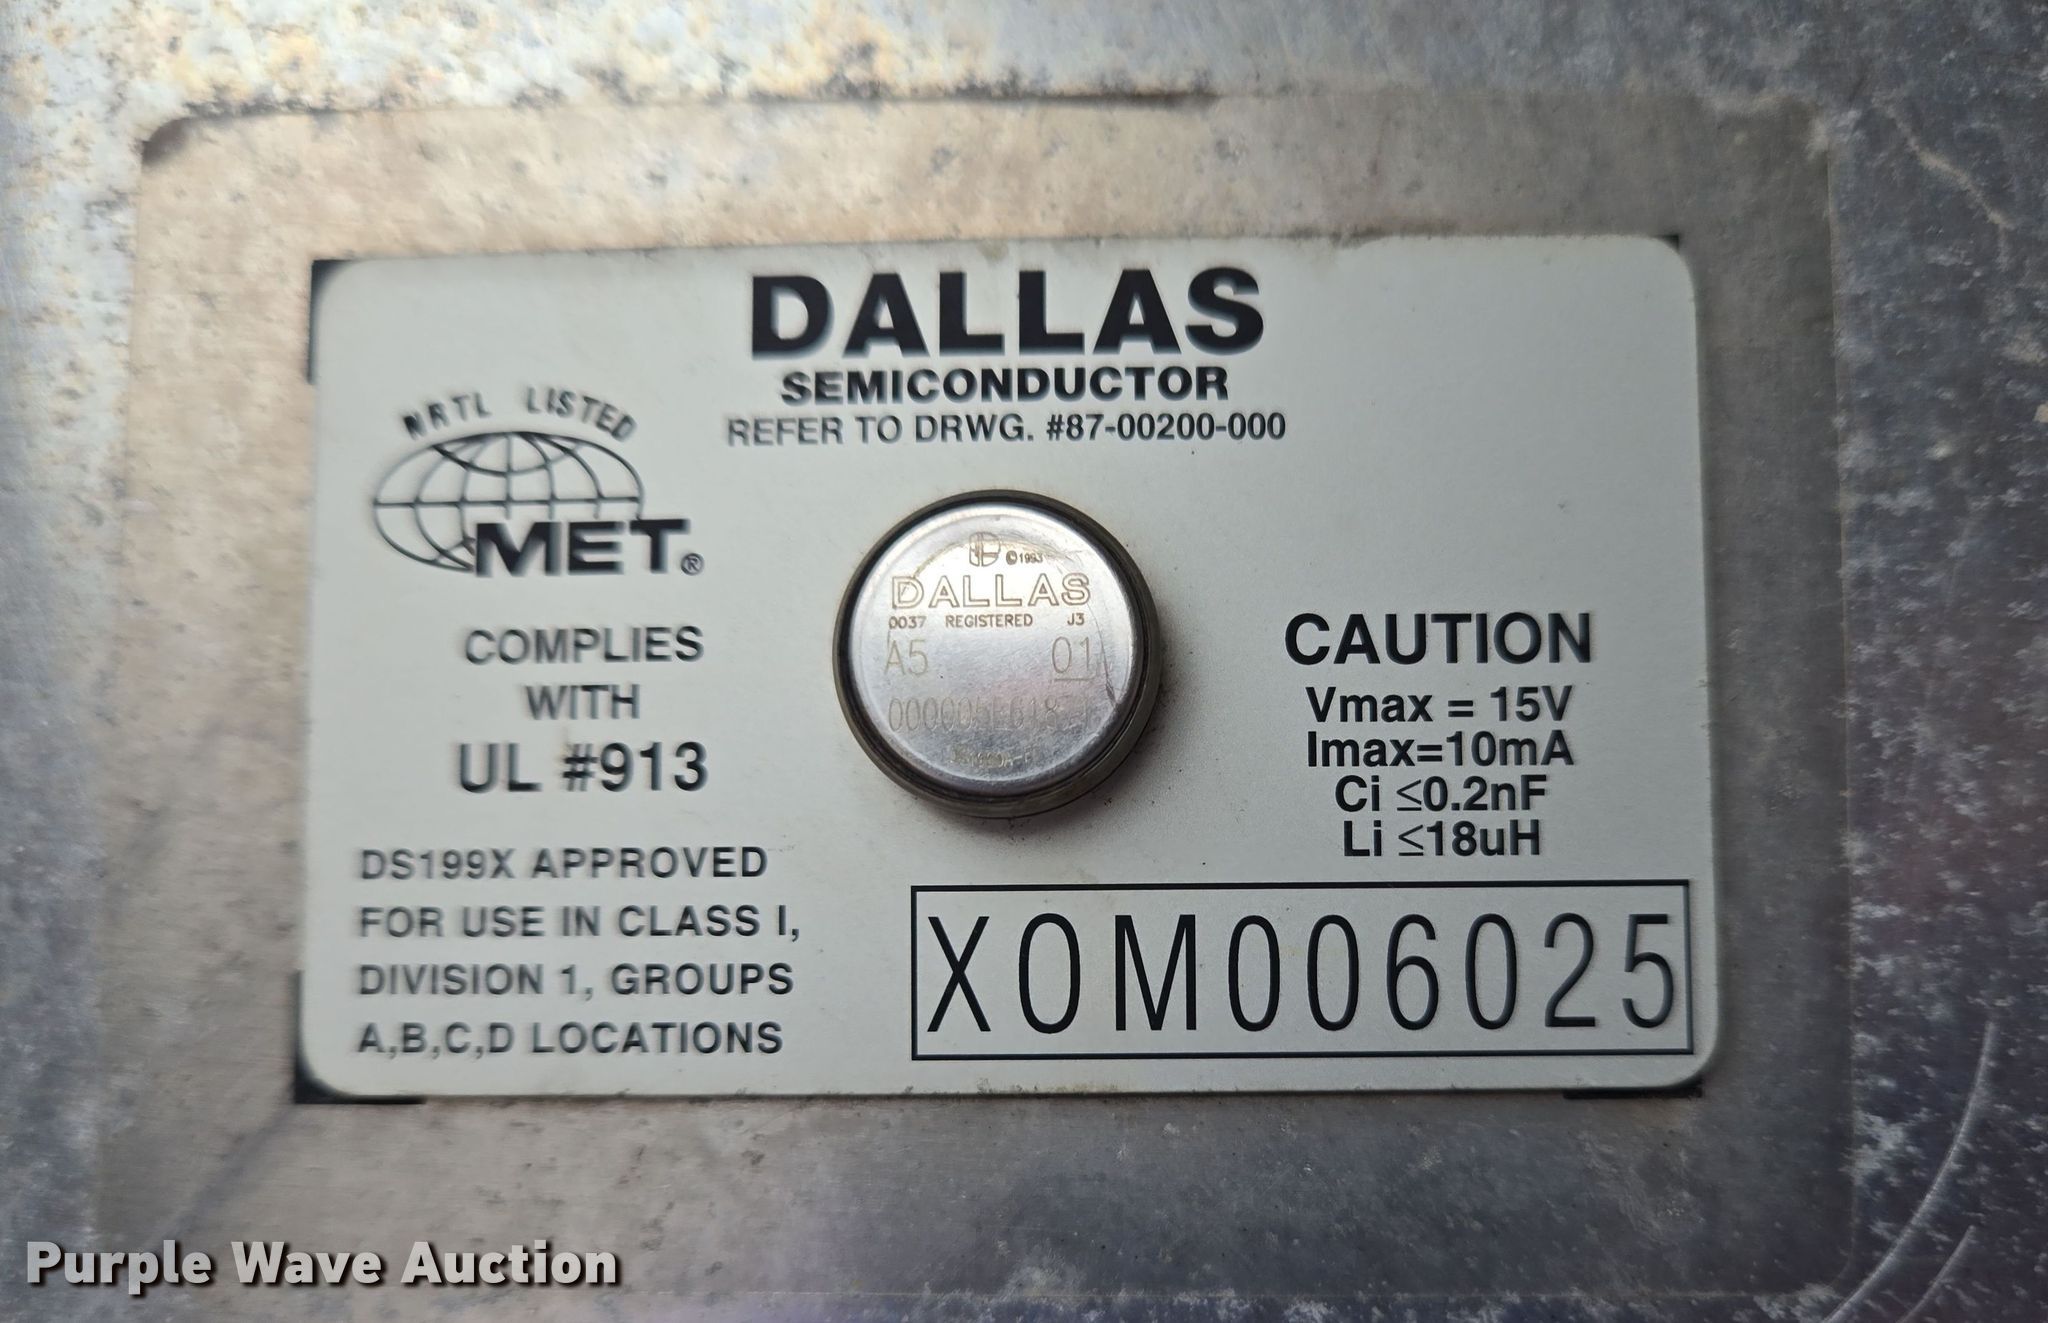 DALLAS
SEMICONDUCTOR
REFER TO DRWG. #87-00200-000
NRTL LISTED
MET®
COMPLIES
WITH
UL #913
DS199X APPROVED
FOR USE IN CLASS I,
DIVISION 1, GROUPS
A,B,C,D LOCATIONS
©1993
DALLAS
0037 REGISTERED J3
A5 01
CAUTION
Vmax = 15V
Imax=10mA
Ci ≤0.2nF
Li ≤18uH
XOM006025
Purple Wave Auction